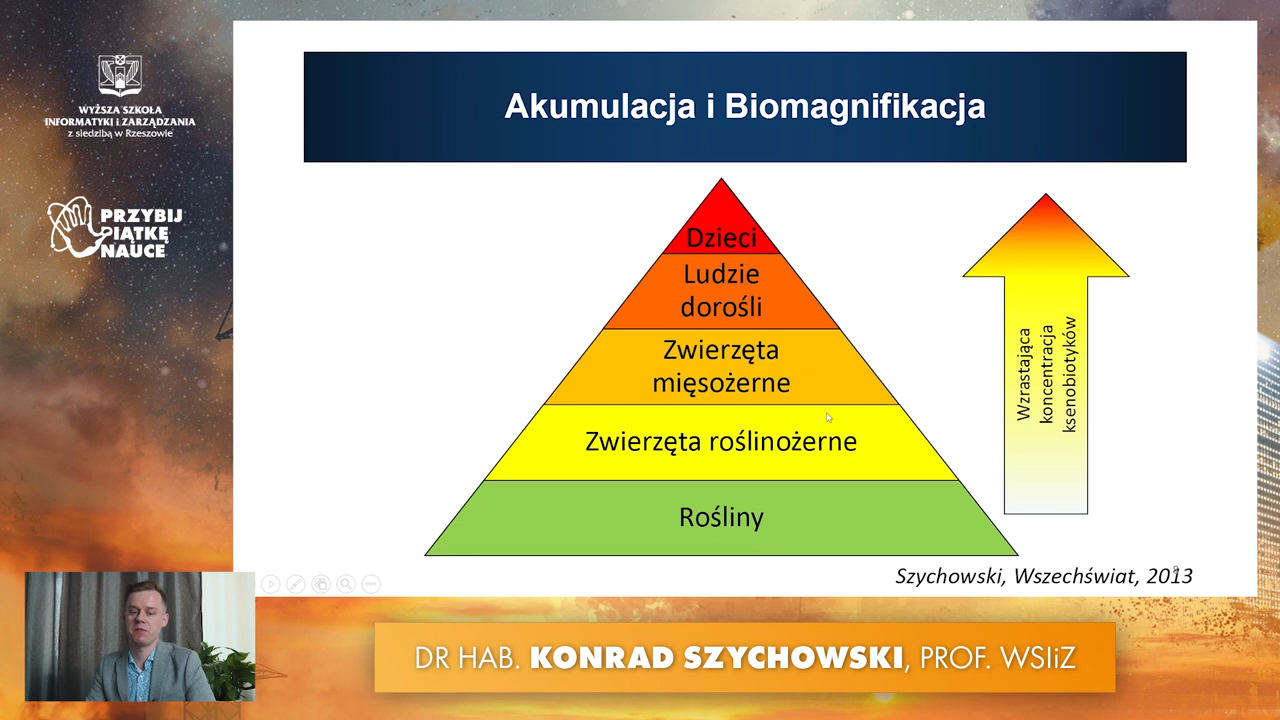 WYŻSZA SZKOŁA
INFORMATYKI i ZARZĄDZANIA
z siedzibą w Rzeszowie
PRZYBIJ
PIĄTKĘ
NAUCE
Akumulacja i Biomagnifikacja
Dzieci
Ludzie
dorośli
Zwierzęta
mięsożerne
Zwierzęta roślinożerne
Rośliny
Wzrastająca
koncentracja
ksenobiotyków
Szychowski, Wszechświat, 2013
DR HAB. KONRAD SZYCHOWSKI, PROF. WSIiZ